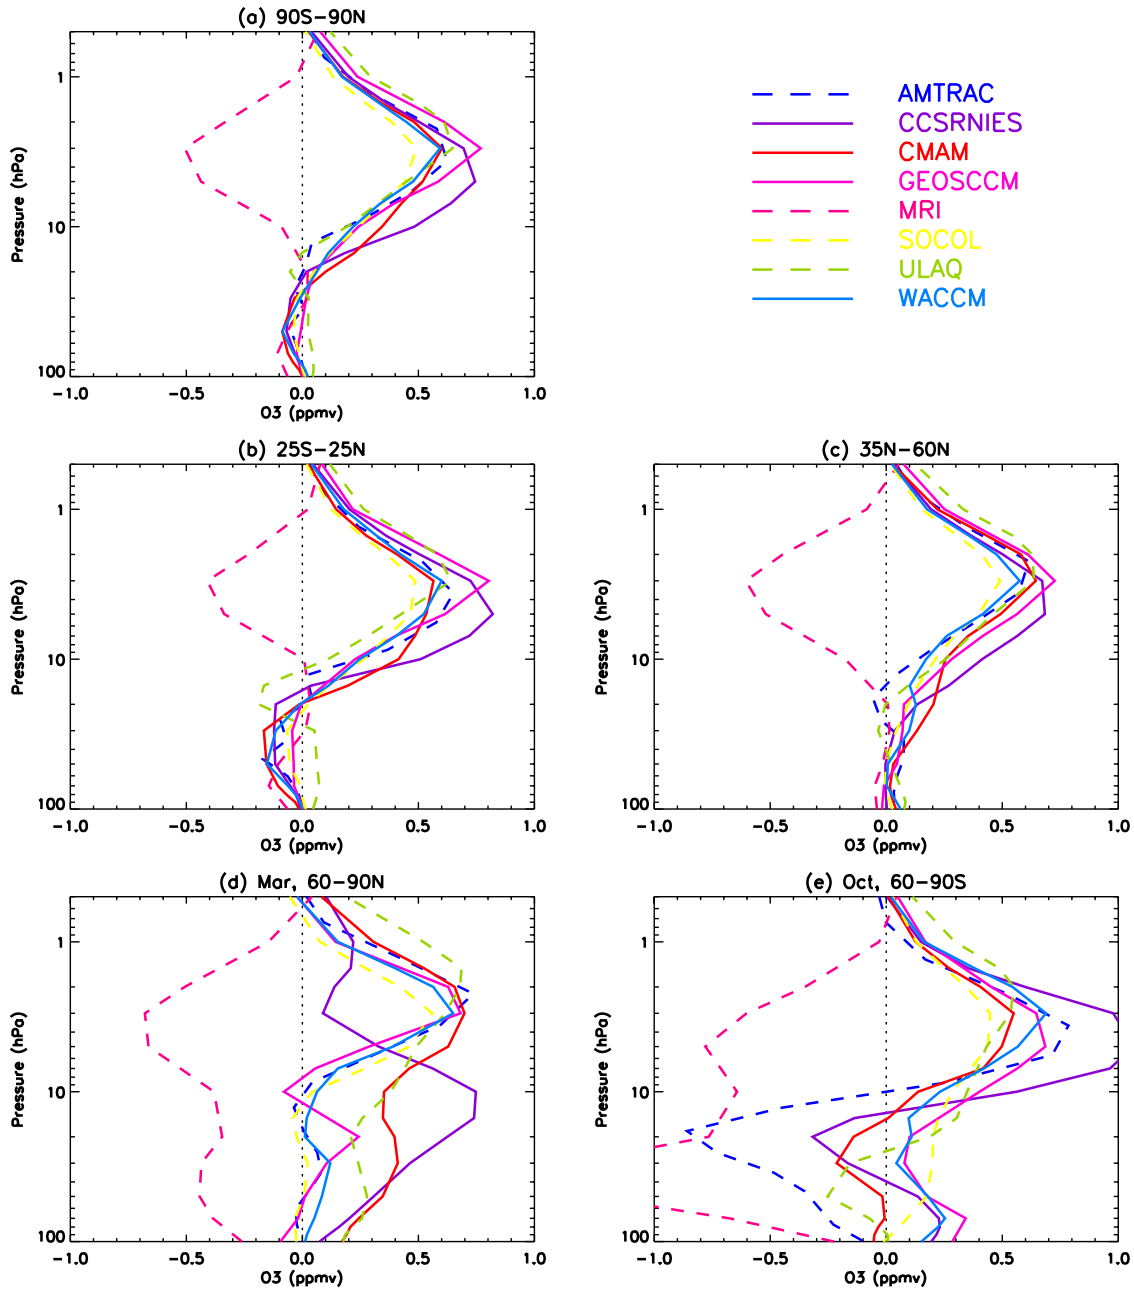 (a) 90S−90N
1
10
100
Pressure (hPa)
−1.0 −0.5 0.0 0.5 1.0
O3 (ppmv)
AMTRAC
CCSRNIES
CMAM
GEOSCCM
MRI
SOCOL
ULAQ
WACCM
(b) 25S−25N
1
10
100
Pressure (hPa)
−1.0 −0.5 0.0 0.5 1.0
O3 (ppmv)
(c) 35N−60N
1
10
100
Pressure (hPa)
−1.0 −0.5 0.0 0.5 1.0
O3 (ppmv)
(d) Mar, 60−90N
1
10
100
Pressure (hPa)
−1.0 −0.5 0.0 0.5 1.0
O3 (ppmv)
(e) Oct, 60−90S
1
10
100
Pressure (hPa)
−1.0 −0.5 0.0 0.5 1.0
O3 (ppmv)